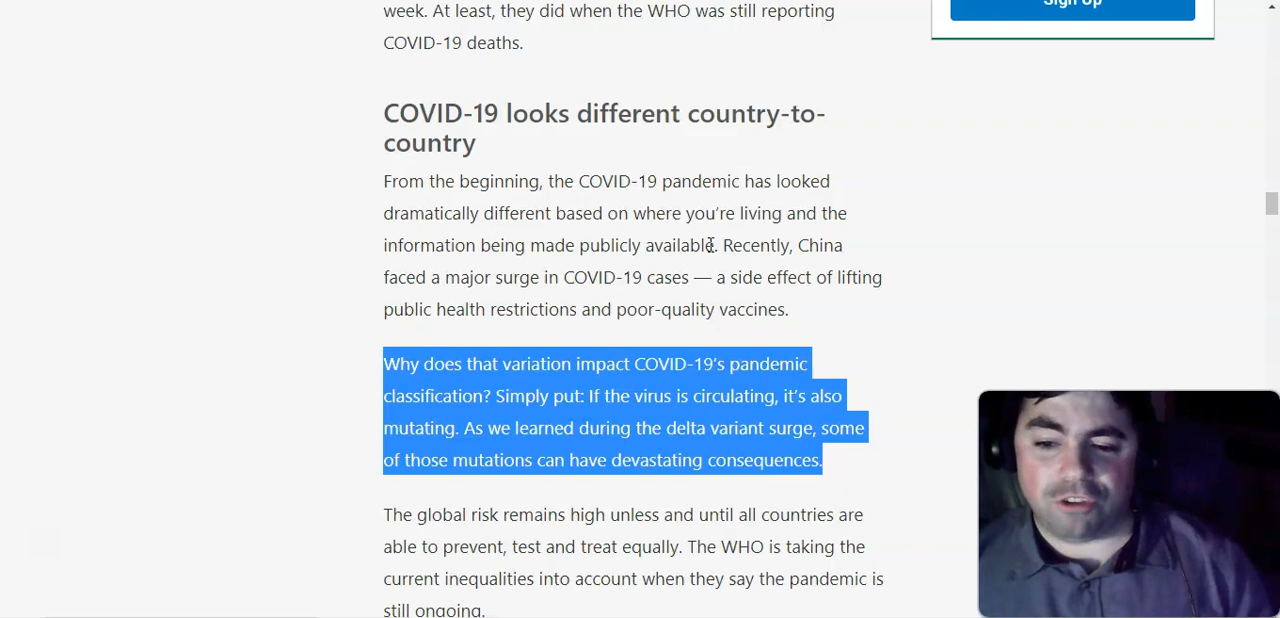 week. At least, they did when the WHO was still reporting
COVID-19 deaths.
Sign Up
COVID-19 looks different country-to-
country
From the beginning, the COVID-19 pandemic has looked
dramatically different based on where you’re living and the
information being made publicly available. Recently, China
faced a major surge in COVID-19 cases — a side effect of lifting
public health restrictions and poor-quality vaccines.
Why does that variation impact COVID-19’s pandemic
classification? Simply put: If the virus is circulating, it’s also
mutating. As we learned during the delta variant surge, some
of those mutations can have devastating consequences.
The global risk remains high unless and until all countries are
able to prevent, test and treat equally. The WHO is taking the
current inequalities into account when they say the pandemic is
still ongoing.